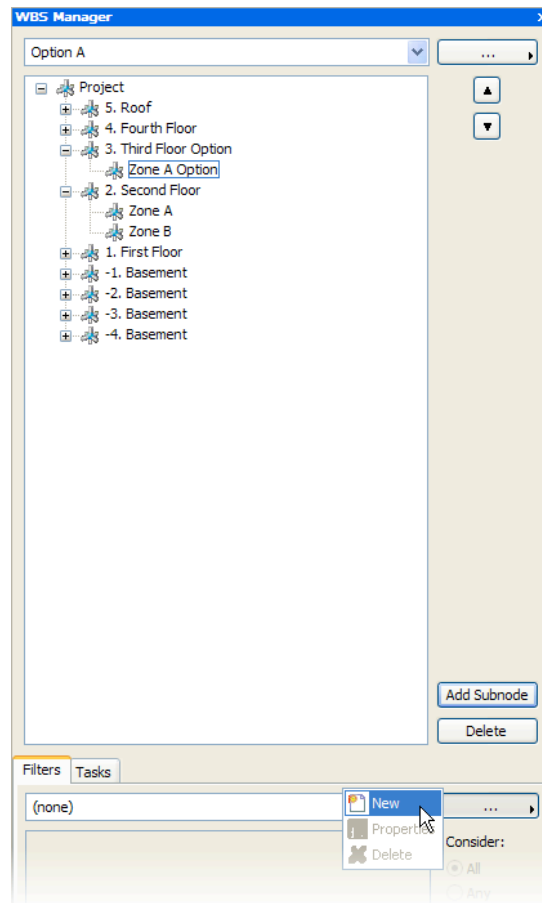 WBS Manager
Option A
...
Project
5. Roof
4. Fourth Floor
3. Third Floor Option
Zone A Option
2. Second Floor
Zone A
Zone B
1. First Floor
-1. Basement
-2. Basement
-3. Basement
-4. Basement
Add Subnode
Delete
Filters Tasks
(none)
New
...
Properties
Consider:
Delete
All
Any